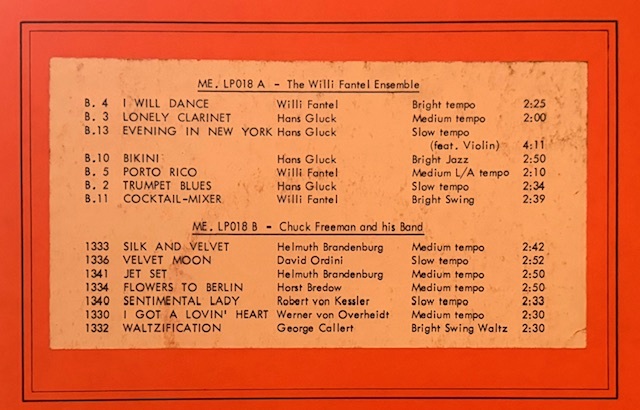 ME. LP018 A - The Willi Fantel Ensemble
B. 4 I WILL DANCE Willi Fantel Bright tempo 2:25
B. 3 LONELY CLARINET Hans Gluck Medium tempo 2:00
B.13 EVENING IN NEW YORK Hans Gluck Slow tempo
(feat. Violin) 4:11
B.10 BIKINI Hans Gluck Bright Jazz 2:50
B. 5 PORTO RICO Willi Fantel Medium L/A tempo 2:10
B. 2 TRUMPET BLUES Hans Gluck Slow tempo 2:34
B.11 COCKTAIL-MIXER Willi Fantel Bright Swing 2:39
ME. LP018 B - Chuck Freeman and his Band
1333 SILK AND VELVET Helmuth Brandenburg Medium tempo 2:42
1336 VELVET MOON David Ordini Slow tempo 2:52
1341 JET SET Helmuth Brandenburg Medium tempo 2:50
1334 FLOWERS TO BERLIN Horst Bredow Medium tempo 2:50
1340 SENTIMENTAL LADY Robert von Kessler Slow tempo 2:33
1330 I GOT A LOVIN' HEART Werner von Overheidt Medium tempo 2:30
1332 WALTZIFICATION George Callert Bright Swing Waltz 2:30